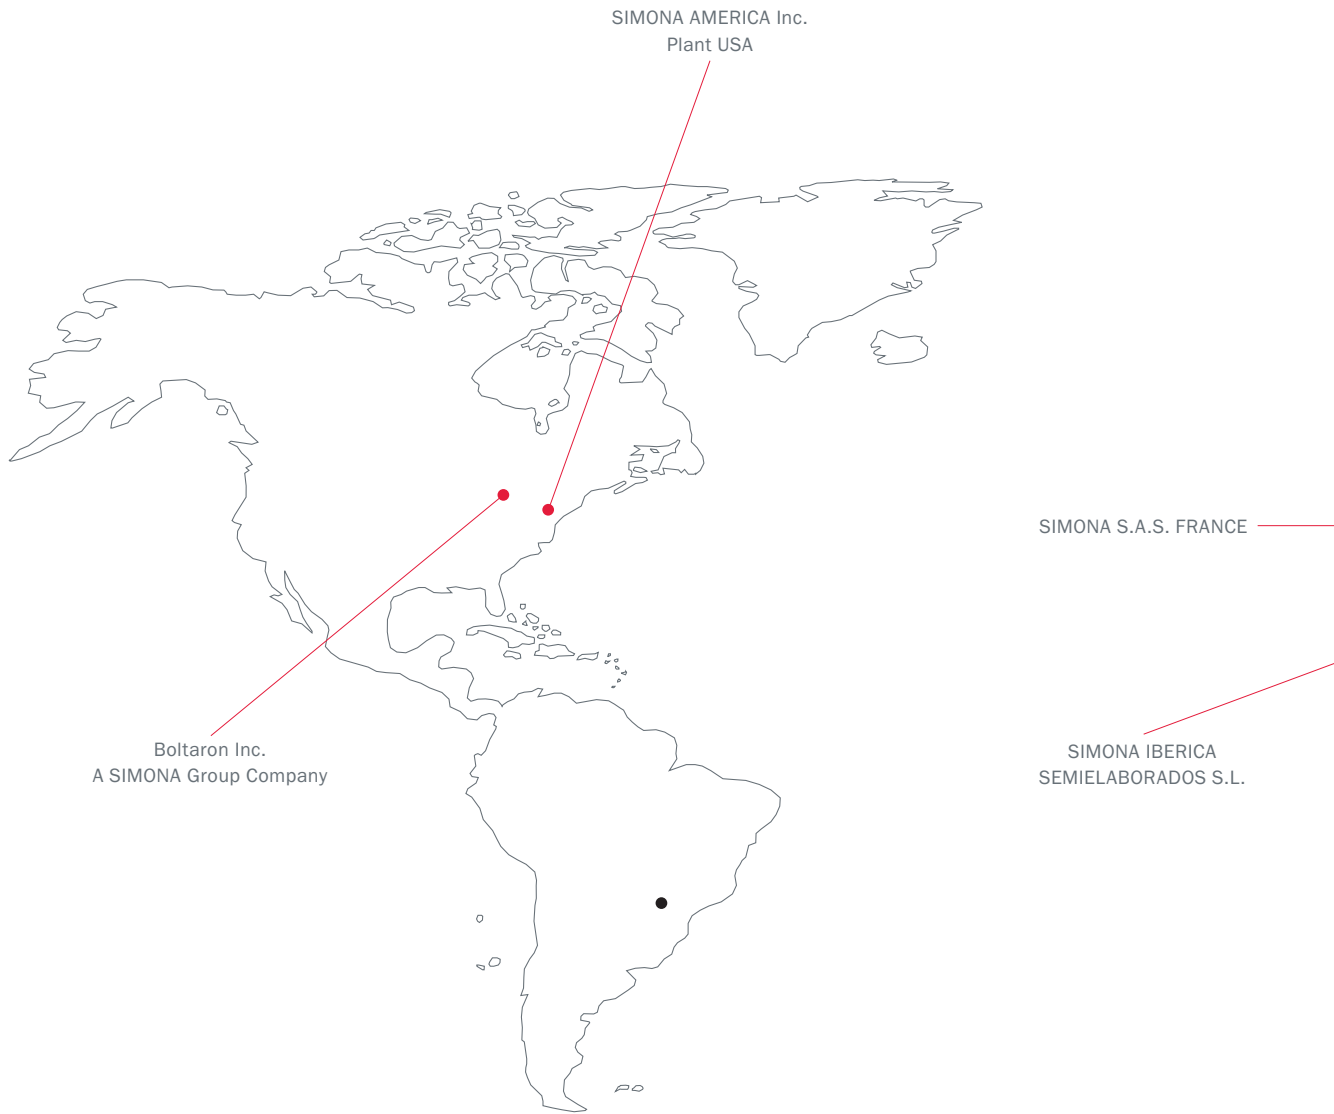 SIMONA AMERICA Inc.
Plant USA
SIMONA S.A.S. FRANCE
Boltaron Inc.
A SIMONA Group Company
SIMONA IBERICA
SEMIELABORADOS S.L.